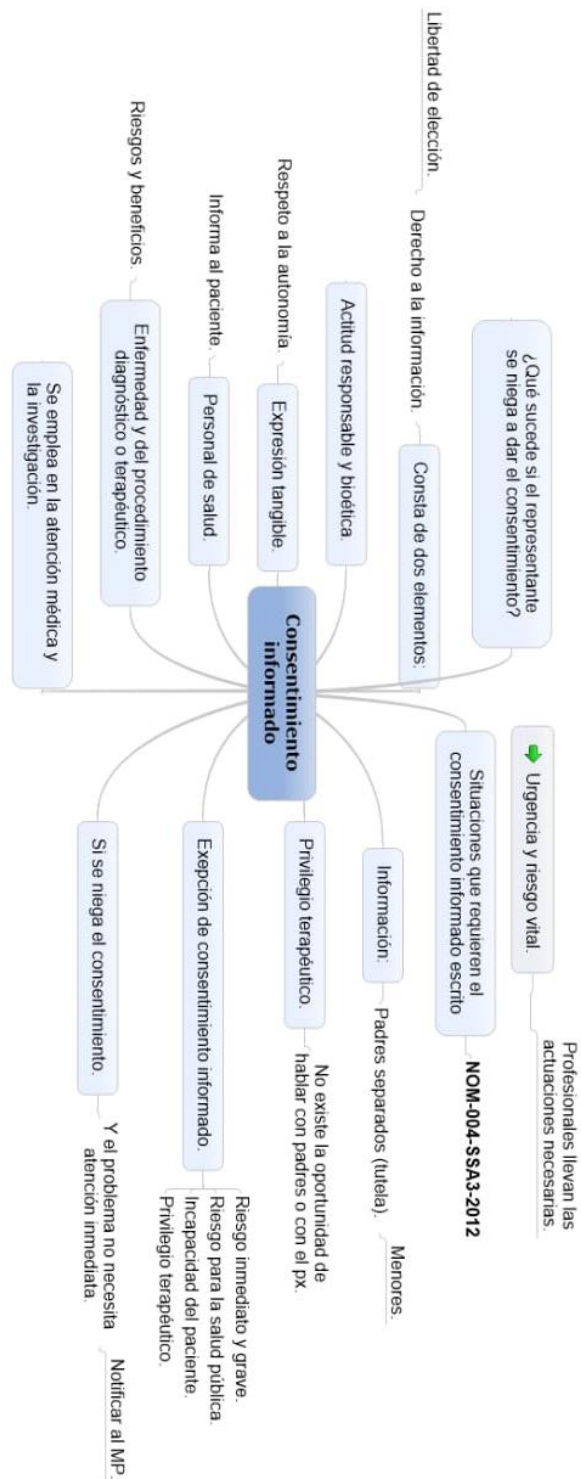 Consentimiento
informado
¿Qué sucede si el representante
se niega a dar el consentimiento?
Consta de dos elementos:
Derecho a la información.
Libertad de elección.
Actitud responsable y bioética.
Expresión tangible.
Respeto a la autonomía.
Personal de salud.
Informa al paciente.
Enfermedad y del procedimiento
diagnóstico o terapéutico.
Riesgos y beneficios.
Se emplea en la atención médica y
la investigación.
Urgencia y riesgo vital.
Profesionales llevan las
actuaciones necesarias.
Situaciones que requieren el
consentimiento informado escrito
NOM-004-SSA3-2012
Información:
Padres separados (tutela).
Menores.
Privilegio terapéutico.
No existe la oportunidad de
hablar con padres o con el px.
Exepción de consentimiento informado.
Riesgo inmediato y grave.
Riesgo para la salud pública.
Incapacidad del paciente.
Privilegio terapéutico.
Si se niega el consentimiento.
Y el problema no necesita
atención inmediata.
Notificar al MP.